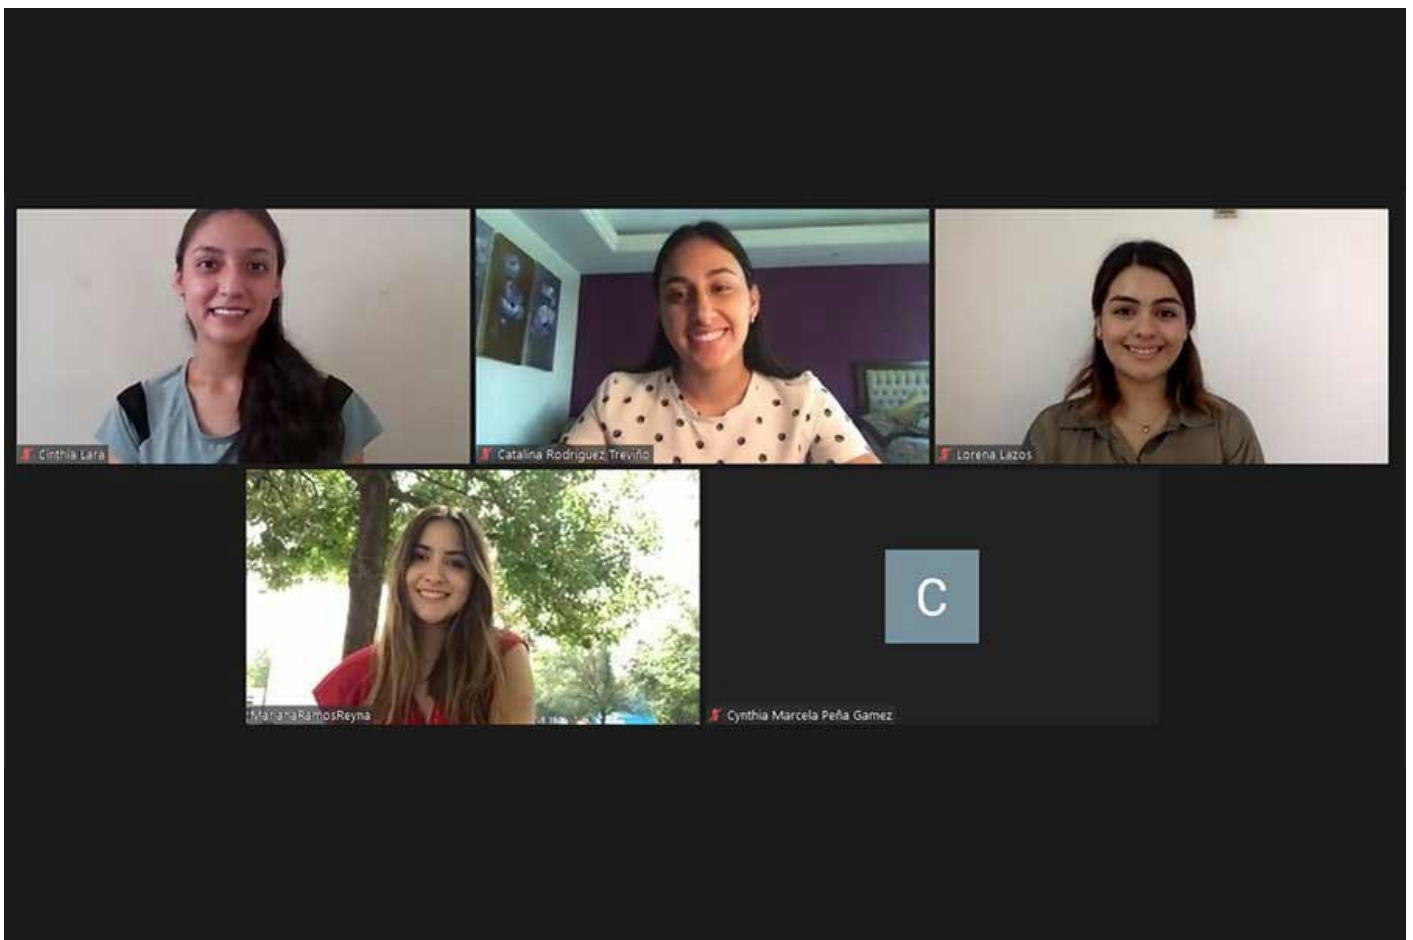 Cinthia Lara
Catalina Rodriguez Treviño
Lorena Lazos
MarianaRamosReyna
C
Cynthia Marcela Peña Gamez